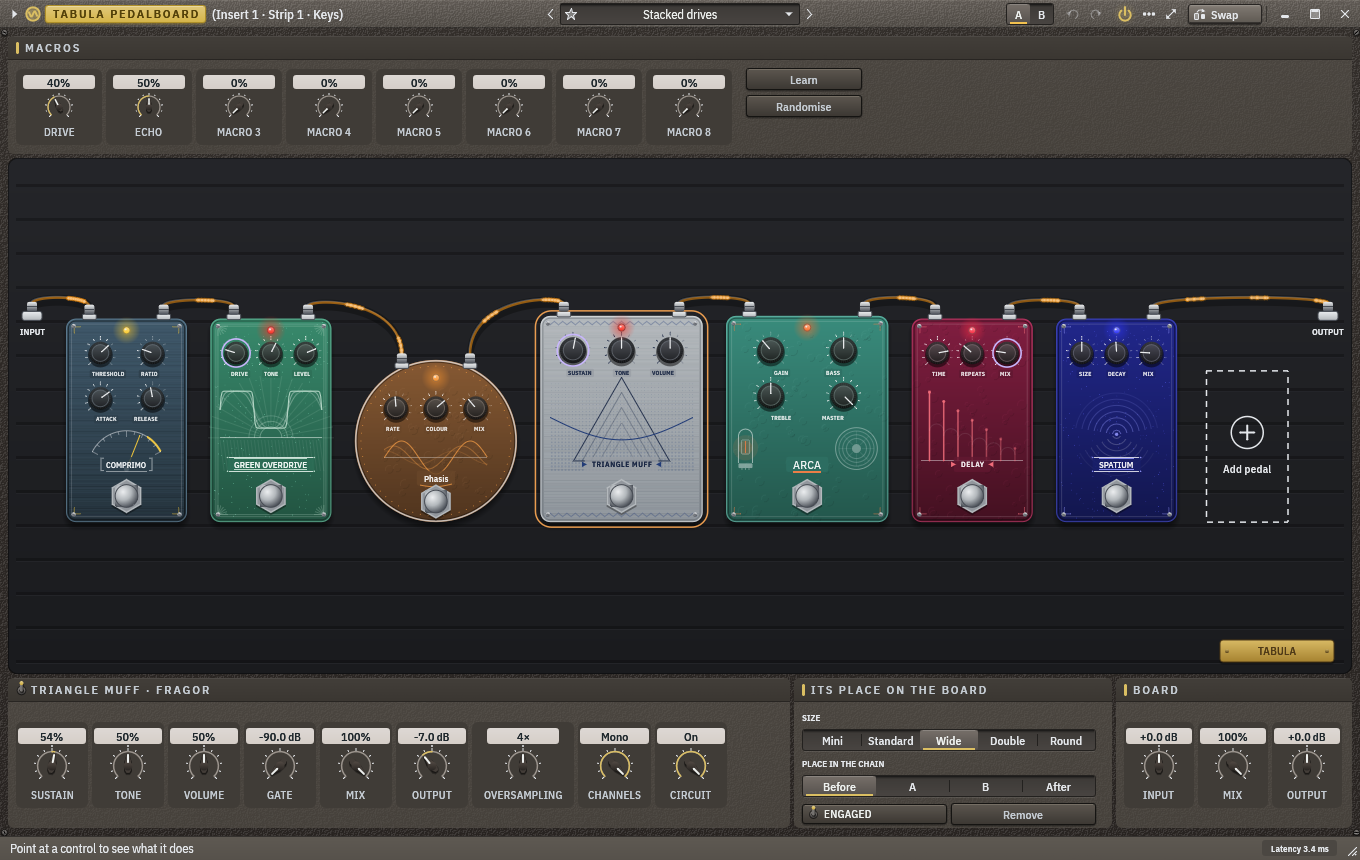 TABULA PEDALBOARD (Insert 1 · Strip 1 · Keys) Stacked drives A B Swap
MACROS
40% 50% 0% 0% 0% 0% 0% 0%
DRIVE ECHO MACRO 3 MACRO 4 MACRO 5 MACRO 6 MACRO 7 MACRO 8
Learn
Randomise
INPUT
OUTPUT
THRESHOLD RATIO
ATTACK RELEASE
COMPRIMO
DRIVE TONE LEVEL
GREEN OVERDRIVE
RATE COLOUR MIX
Phasis
SUSTAIN TONE VOLUME
TRIANGLE MUFF
GAIN BASS
TREBLE MASTER
ARCA
TIME REPEATS MIX
DELAY
SIZE DECAY MIX
SPATIUM
Add pedal
TABULA
TRIANGLE MUFF · FRAGOR
54% 50% 50% -90.0 dB 100% -7.0 dB 4× Mono On
SUSTAIN TONE VOLUME GATE MIX OUTPUT OVERSAMPLING CHANNELS CIRCUIT
ITS PLACE ON THE BOARD
SIZE
Mini Standard Wide Double Round
PLACE IN THE CHAIN
Before A B After
ENGAGED Remove
BOARD
+0.0 dB 100% +0.0 dB
INPUT MIX OUTPUT
Point at a control to see what it does
Latency 3.4 ms